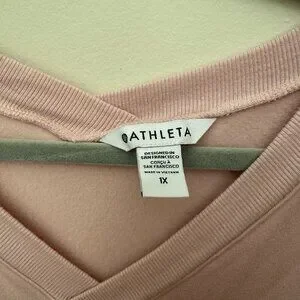 ATHLETA
DESIGNED IN
SAN FRANCISCO
CONÇU À
SAN FRANCISCO
MADE IN VIETNAM
1X